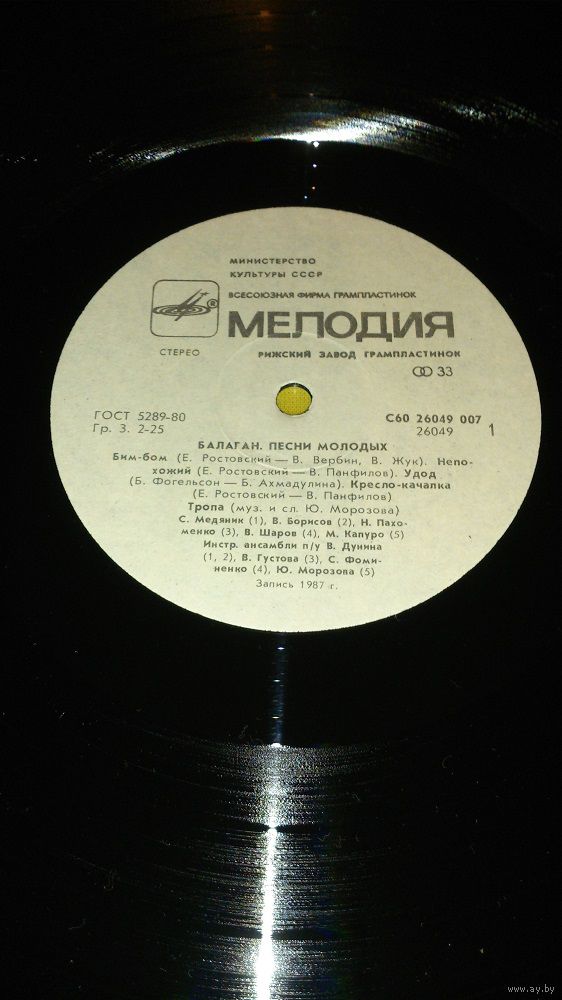 МИНИСТЕРСТВО
КУЛЬТУРЫ СССР
ВСЕСОЮЗНАЯ ФИРМА ГРАМПЛАСТИНОК
® МЕЛОДИЯ
СТЕРЕО
РИЖСКИЙ ЗАВОД ГРАМПЛАСТИНОК
33
ГОСТ 5289-80
Гр. 3. 2-25
С60 26049 007
26049
1
БАЛАГАН. ПЕСНИ МОЛОДЫХ
Бим-бом (Е. Ростовский — В. Вербин, В. Жук). Непо-
хожий (Е. Ростовский — В. Панфилов). Удод
(Б. Фогельсон — Б. Ахмадулина). Кресло-качалка
(Е. Ростовский — В. Панфилов)
Тропа (муз. и сл. Ю. Морозова)
С. Медяник (1), В. Борисов (2), Н. Пахо-
менко (3), В. Шаров (4), М. Капуро (5)
Инстр. ансамбли п/у В. Дунина
(1, 2), В. Густова (3), С. Фоми-
ненко (4), Ю. Морозова (5)
Запись 1987 г.
www.ay.by